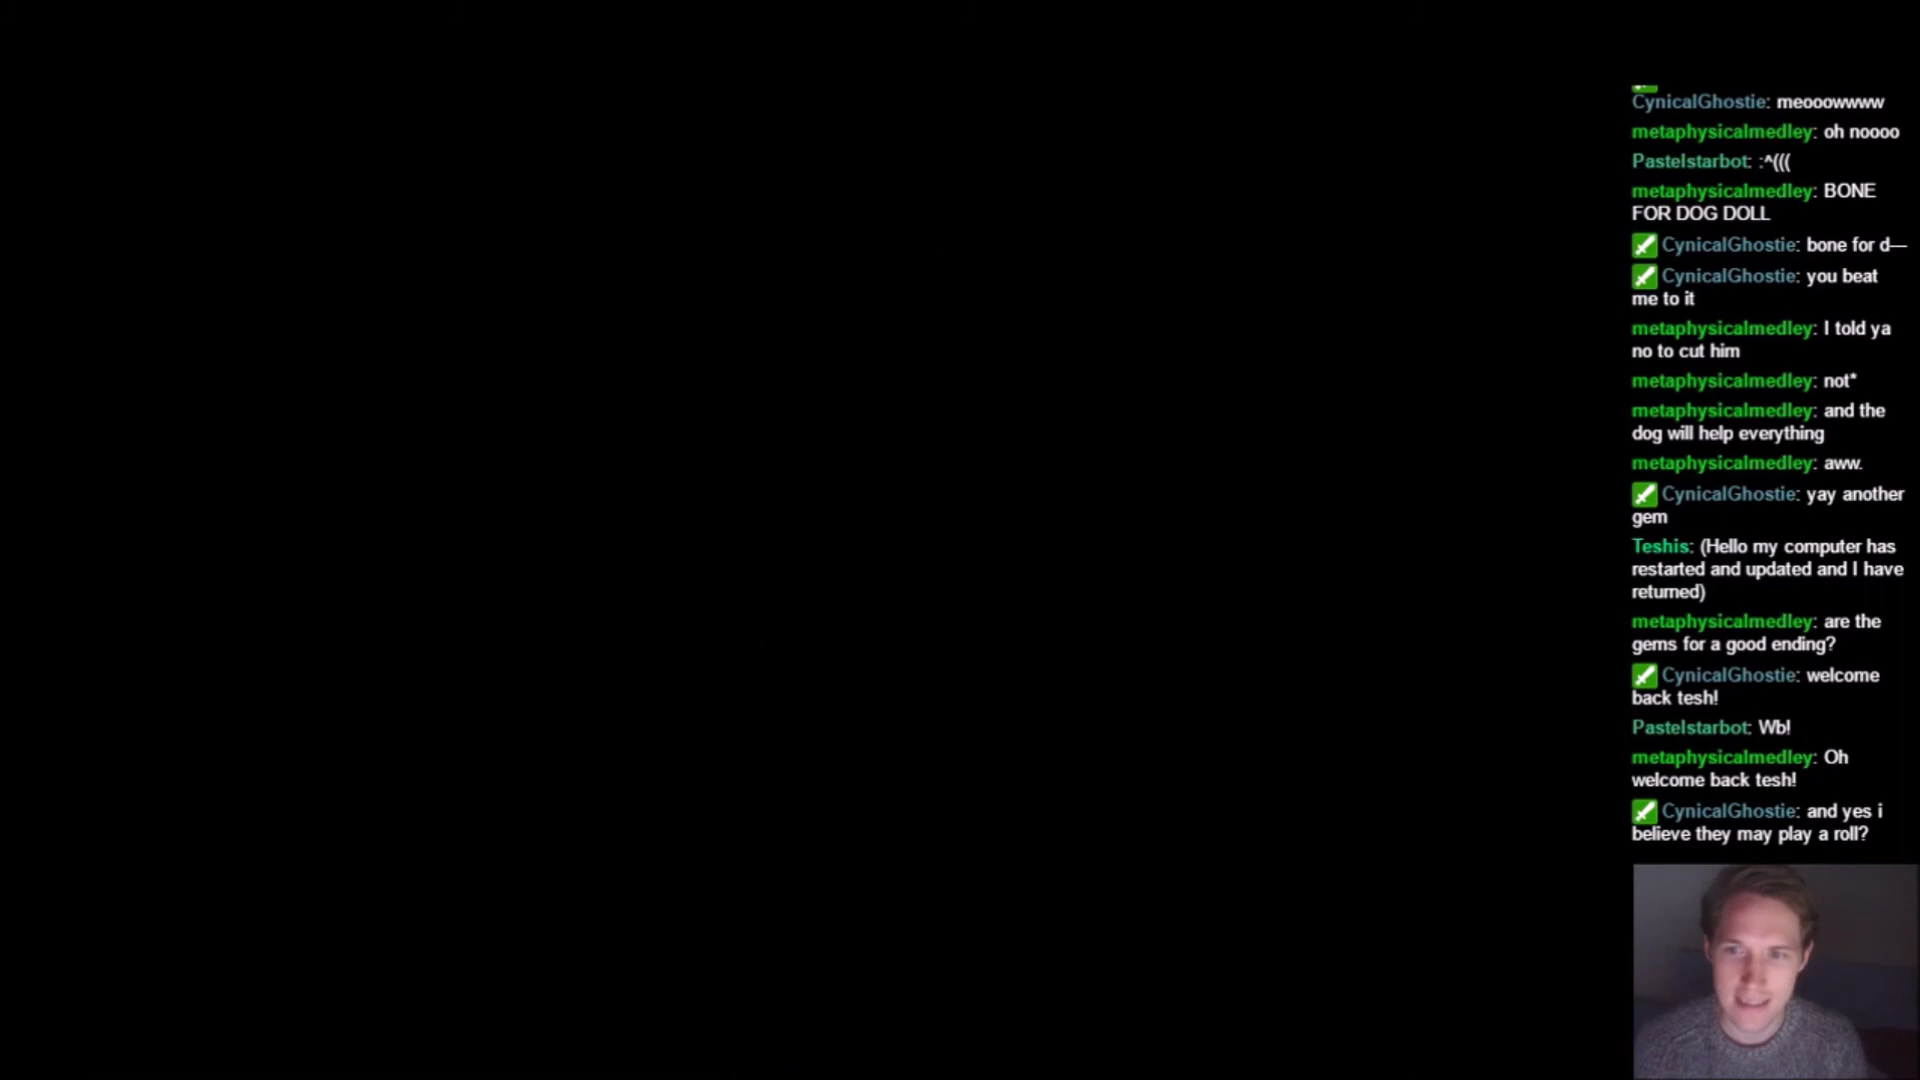 CynicalGhostie: meooowwww
metaphysicalmedley: oh noooo
Pastelstarbot: :^(((
metaphysicalmedley: BONE
FOR DOG DOLL
CynicalGhostie: bone for d—
CynicalGhostie: you beat
me to it
metaphysicalmedley: I told ya
no to cut him
metaphysicalmedley: not*
metaphysicalmedley: and the
dog will help everything
metaphysicalmedley: aww.
CynicalGhostie: yay another
gem
Teshis: (Hello my computer has
restarted and updated and I have
returned)
metaphysicalmedley: are the
gems for a good ending?
CynicalGhostie: welcome
back tesh!
Pastelstarbot: Wb!
metaphysicalmedley: Oh
welcome back tesh!
CynicalGhostie: and yes i
believe they may play a roll?